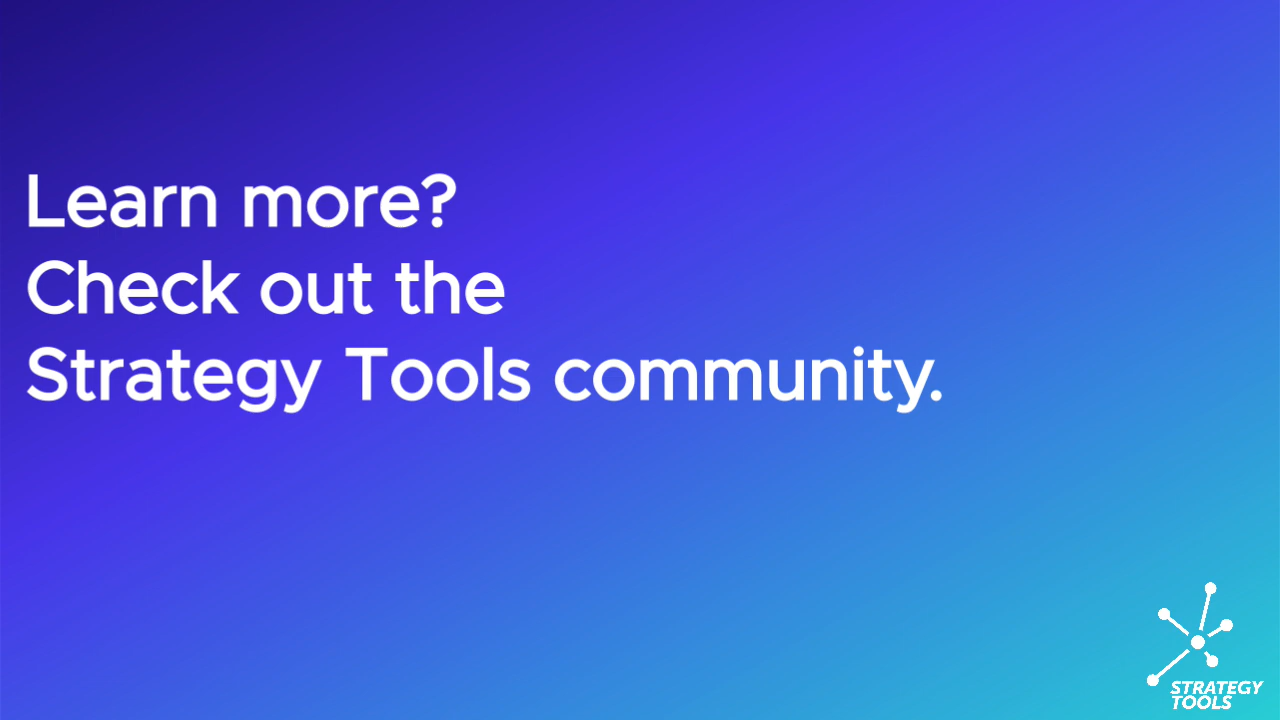 Learn more?
Check out the
Strategy Tools community.
STRATEGY
TOOLS